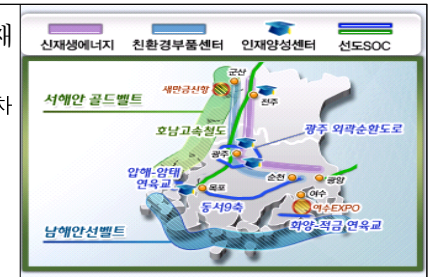 재
차
신재생에너지 친환경부품센터 인재양성센터 선도SOC
군산
새만금신항
전주
서해안 골드벨트
호남고속철도
광주 외곽순환도로
광주
압해-암태
연육교
순천
광양
목포
여수
동서9축
여수EXPO
화양-적금 연육교
남해안선벨트